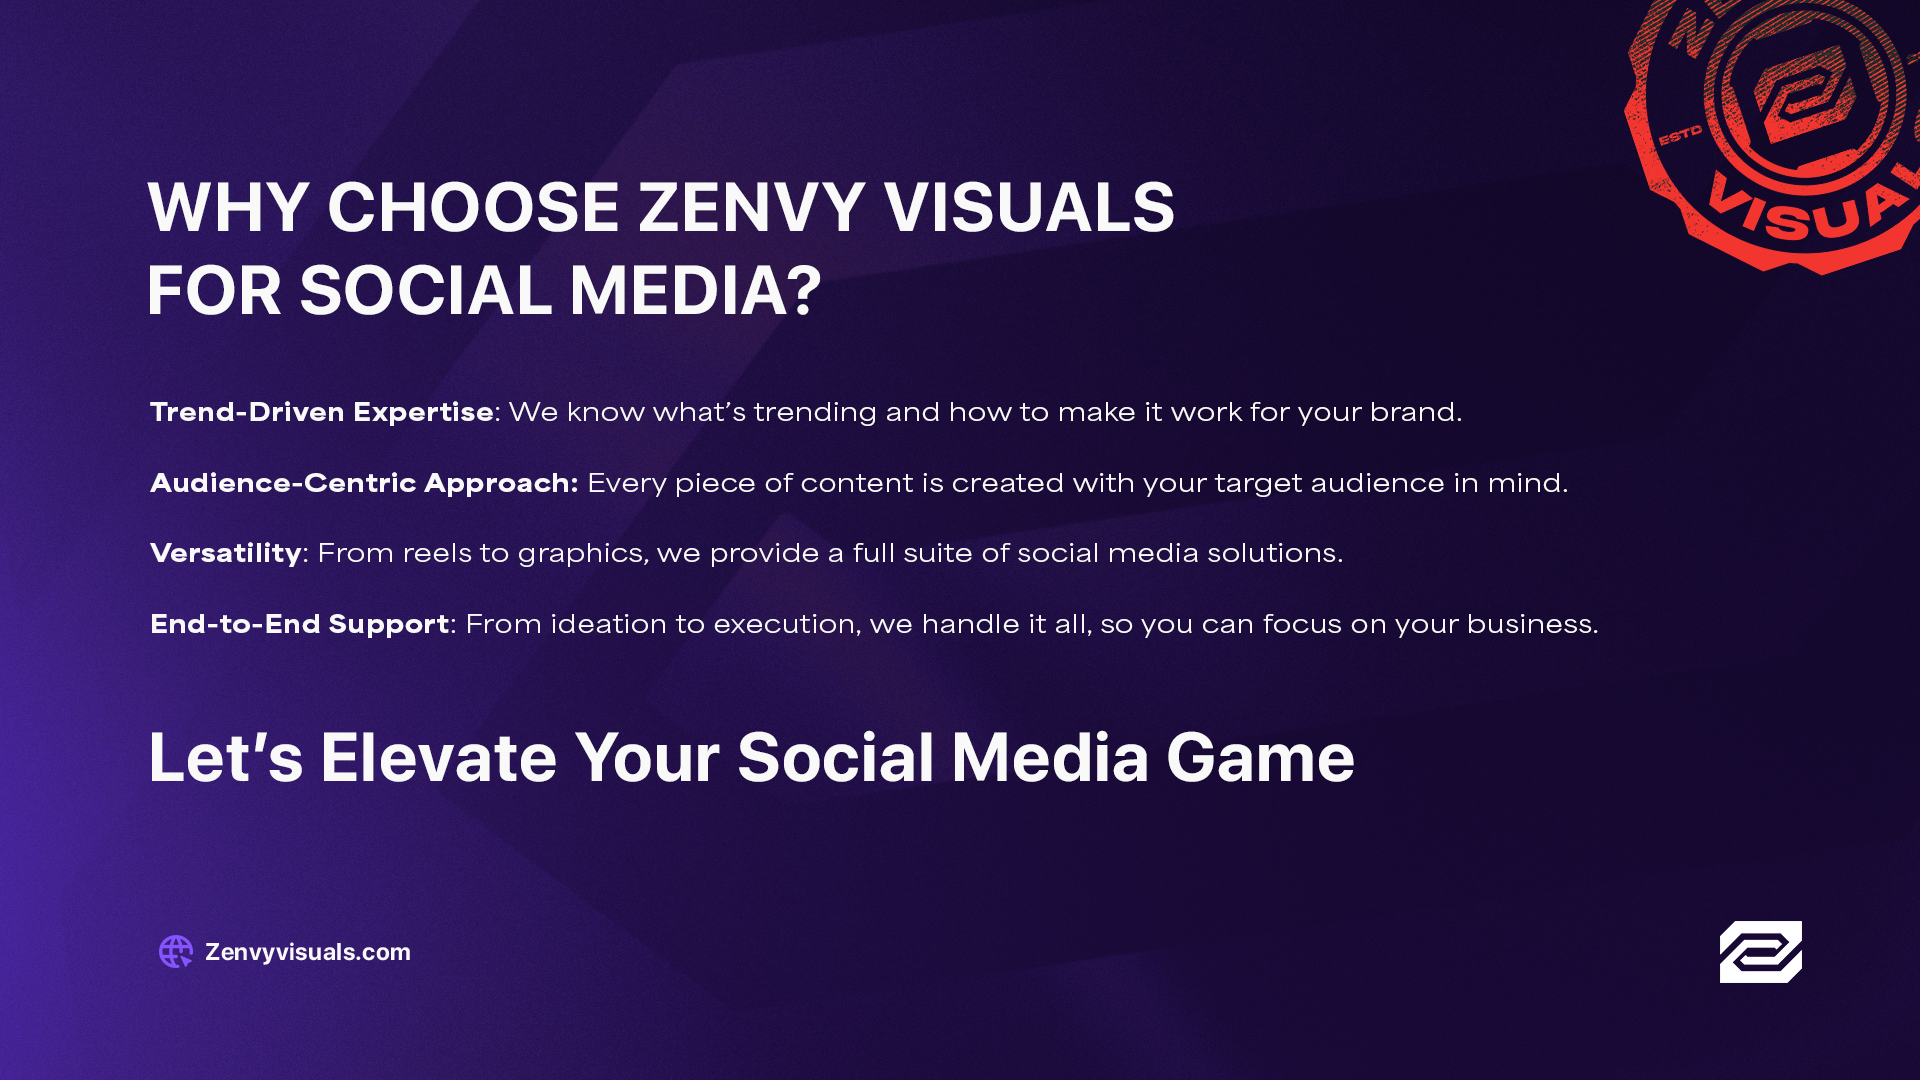 ESTD
VISUAL
WHY CHOOSE ZENVY VISUALS
FOR SOCIAL MEDIA?
Trend-Driven Expertise: We know what’s trending and how to make it work for your brand.
Audience-Centric Approach: Every piece of content is created with your target audience in mind.
Versatility: From reels to graphics, we provide a full suite of social media solutions.
End-to-End Support: From ideation to execution, we handle it all, so you can focus on your business.
Let’s Elevate Your Social Media Game
Zenvyvisuals.com